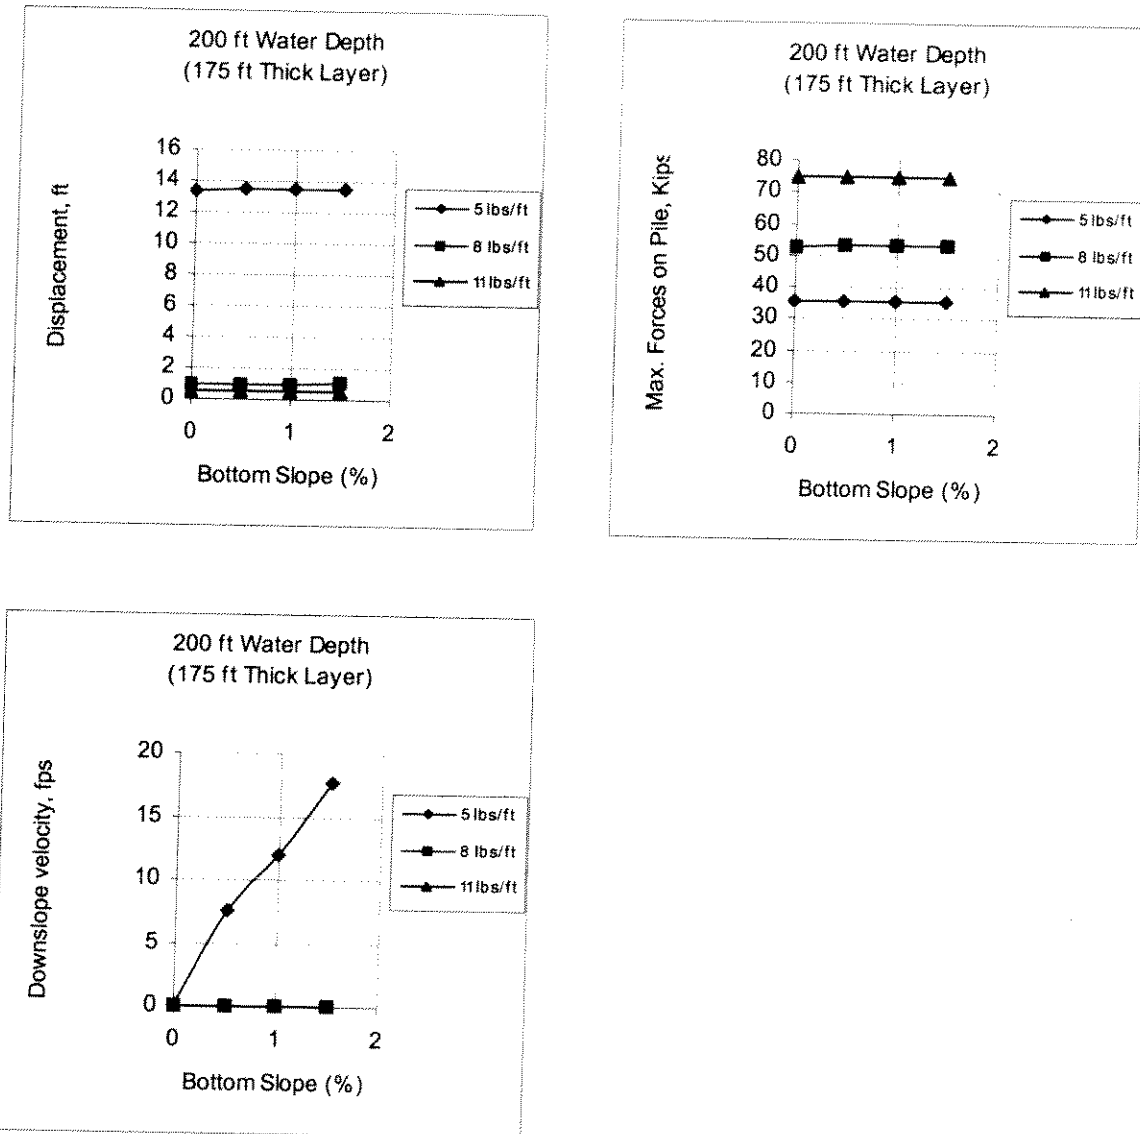 200 ft Water Depth
(175 ft Thick Layer)
Displacement, ft
16
14
12
10
8
6
4
2
0
0 1 2
Bottom Slope (%)
5 lbs/ft
8 lbs/ft
11 lbs/ft
200 ft Water Depth
(175 ft Thick Layer)
Max. Forces on Pile, Kips
80
70
60
50
40
30
20
10
0
0 1 2
Bottom Slope (%)
5 lbs/ft
8 lbs/ft
11 lbs/ft
200 ft Water Depth
(175 ft Thick Layer)
Downslope velocity, fps
20
15
10
5
0
0 1 2
Bottom Slope (%)
5 lbs/ft
8 lbs/ft
11 lbs/ft